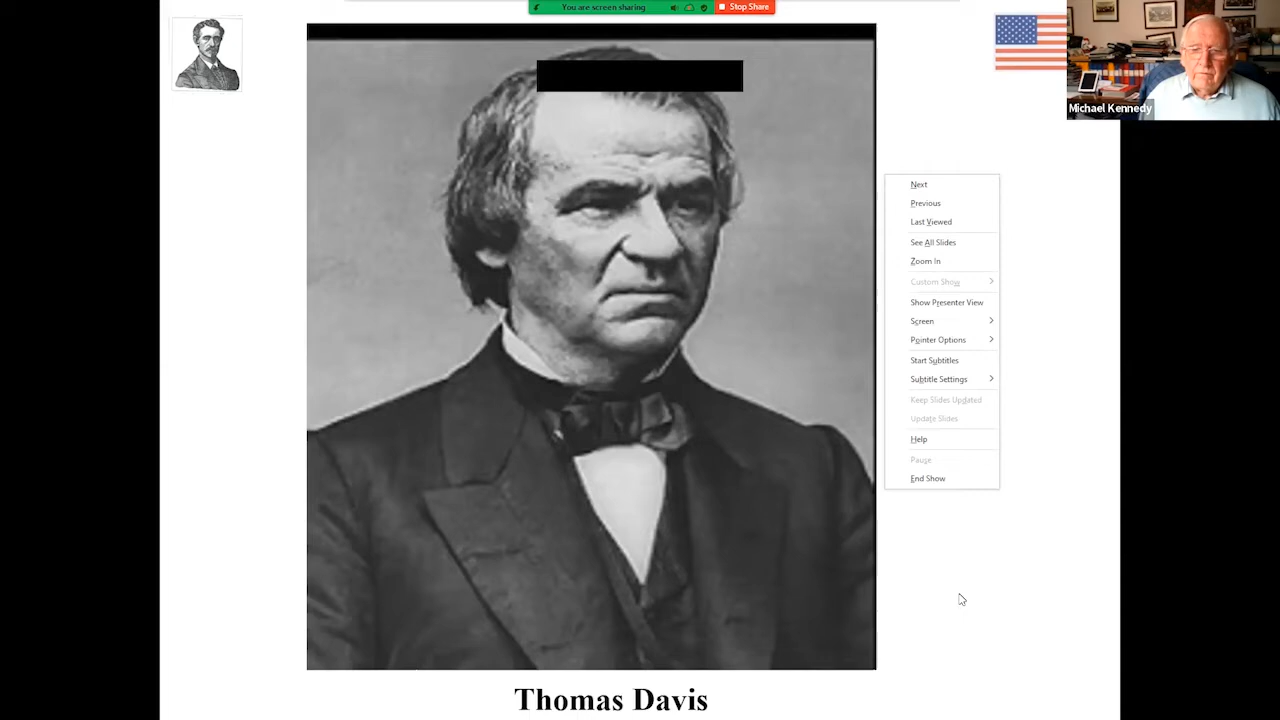 You are screen sharing
Stop Share
Michael Kennedy
Next
Previous
Last Viewed
See All Slides
Zoom In
Custom Show
Show Presenter View
Screen
Pointer Options
Start Subtitles
Subtitle Settings
Keep Slides Updated
Update Slides
Help
Pause
End Show
Thomas Davis